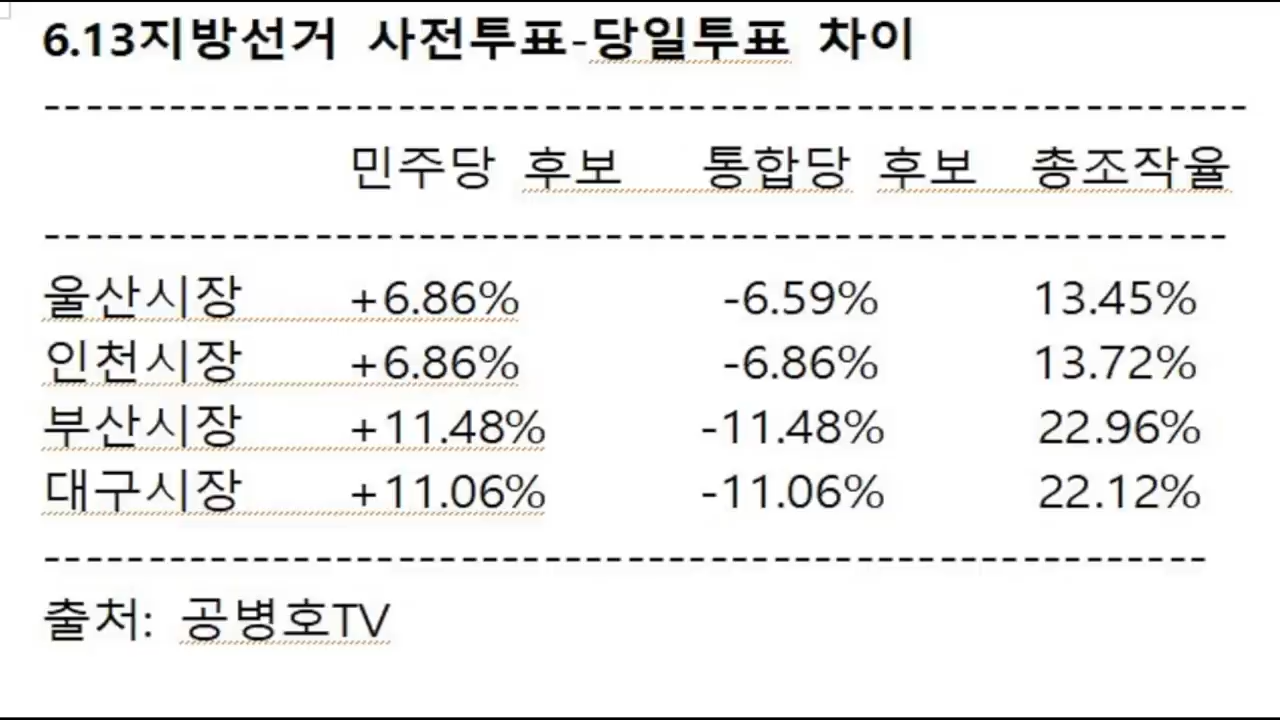 6.13지방선거 사전투표-당일투표 차이
---------------------------------------------------------
민주당 후보 통합당 후보 총조작율
--------------------------------------------------------
울산시장 +6.86% -6.59% 13.45%
인천시장 +6.86% -6.86% 13.72%
부산시장 +11.48% -11.48% 22.96%
대구시장 +11.06% -11.06% 22.12%
-------------------------------------------------------
출처: 공병호TV